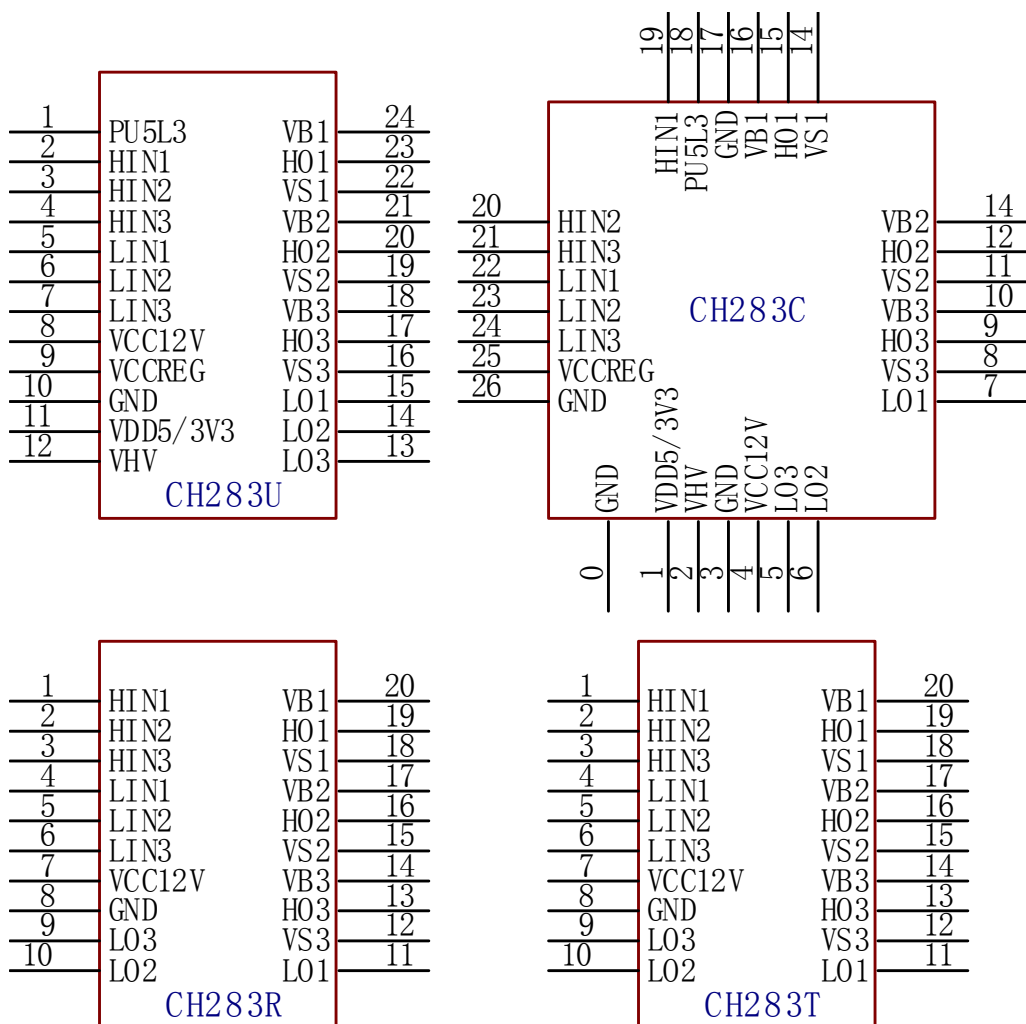 1 PU5L3 VB1 24
2 HIN1 HO1 23
3 HIN2 VS1 22
4 HIN3 VB2 21
5 LIN1 HO2 20
6 LIN2 VS2 19
7 LIN3 VB3 18
8 VCC12V HO3 17
9 VCCREG VS3 16
10 GND LO1 15
11 VDD5/3V3 LO2 14
12 VHV LO3 13
CH283U
19 18 17 16 15 14
HIN1 PU5L3 GND VB1 HO1 VS1
20 HIN2 VB2 14
21 HIN3 HO2 12
22 LIN1 VS2 11
23 LIN2 VB3 10
24 LIN3 HO3 9
25 VCCREG VS3 8
26 GND LO1 7
CH283C
GND VDD5/3V3 VHV GND VCC12V LO3 LO2
0 1 2 3 4 5 6
1 HIN1 VB1 20
2 HIN2 HO1 19
3 HIN3 VS1 18
4 LIN1 VB2 17
5 LIN2 HO2 16
6 LIN3 VS2 15
7 VCC12V VB3 14
8 GND HO3 13
9 LO3 VS3 12
10 LO2 LO1 11
CH283R
1 HIN1 VB1 20
2 HIN2 HO1 19
3 HIN3 VS1 18
4 LIN1 VB2 17
5 LIN2 HO2 16
6 LIN3 VS2 15
7 VCC12V VB3 14
8 GND HO3 13
9 LO3 VS3 12
10 LO2 LO1 11
CH283T